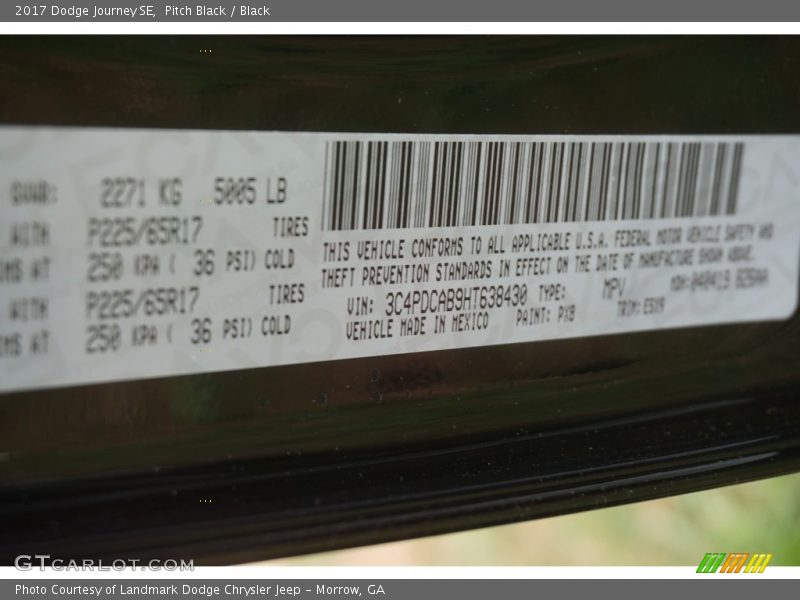 2017 Dodge Journey SE, Pitch Black / Black
GVWR: 2271 KG 5005 LB
WITH P225/65R17 TIRES
AT 250 KPA ( 36 PSI) COLD
WITH P225/65R17 TIRES
AT 250 KPA ( 36 PSI) COLD
THIS VEHICLE CONFORMS TO ALL APPLICABLE U.S.A. FEDERAL MOTOR VEHICLE SAFETY AND
THEFT PREVENTION STANDARDS IN EFFECT ON THE DATE OF MANUFACTURE SHOWN ABOVE.
VIN: 3C4PDCAB9HT638430 TYPE: MPV
VEHICLE MADE IN MEXICO PAINT: PX8 TRIM:
GTCARLOT.COM
Photo Courtesy of Landmark Dodge Chrysler Jeep - Morrow, GA